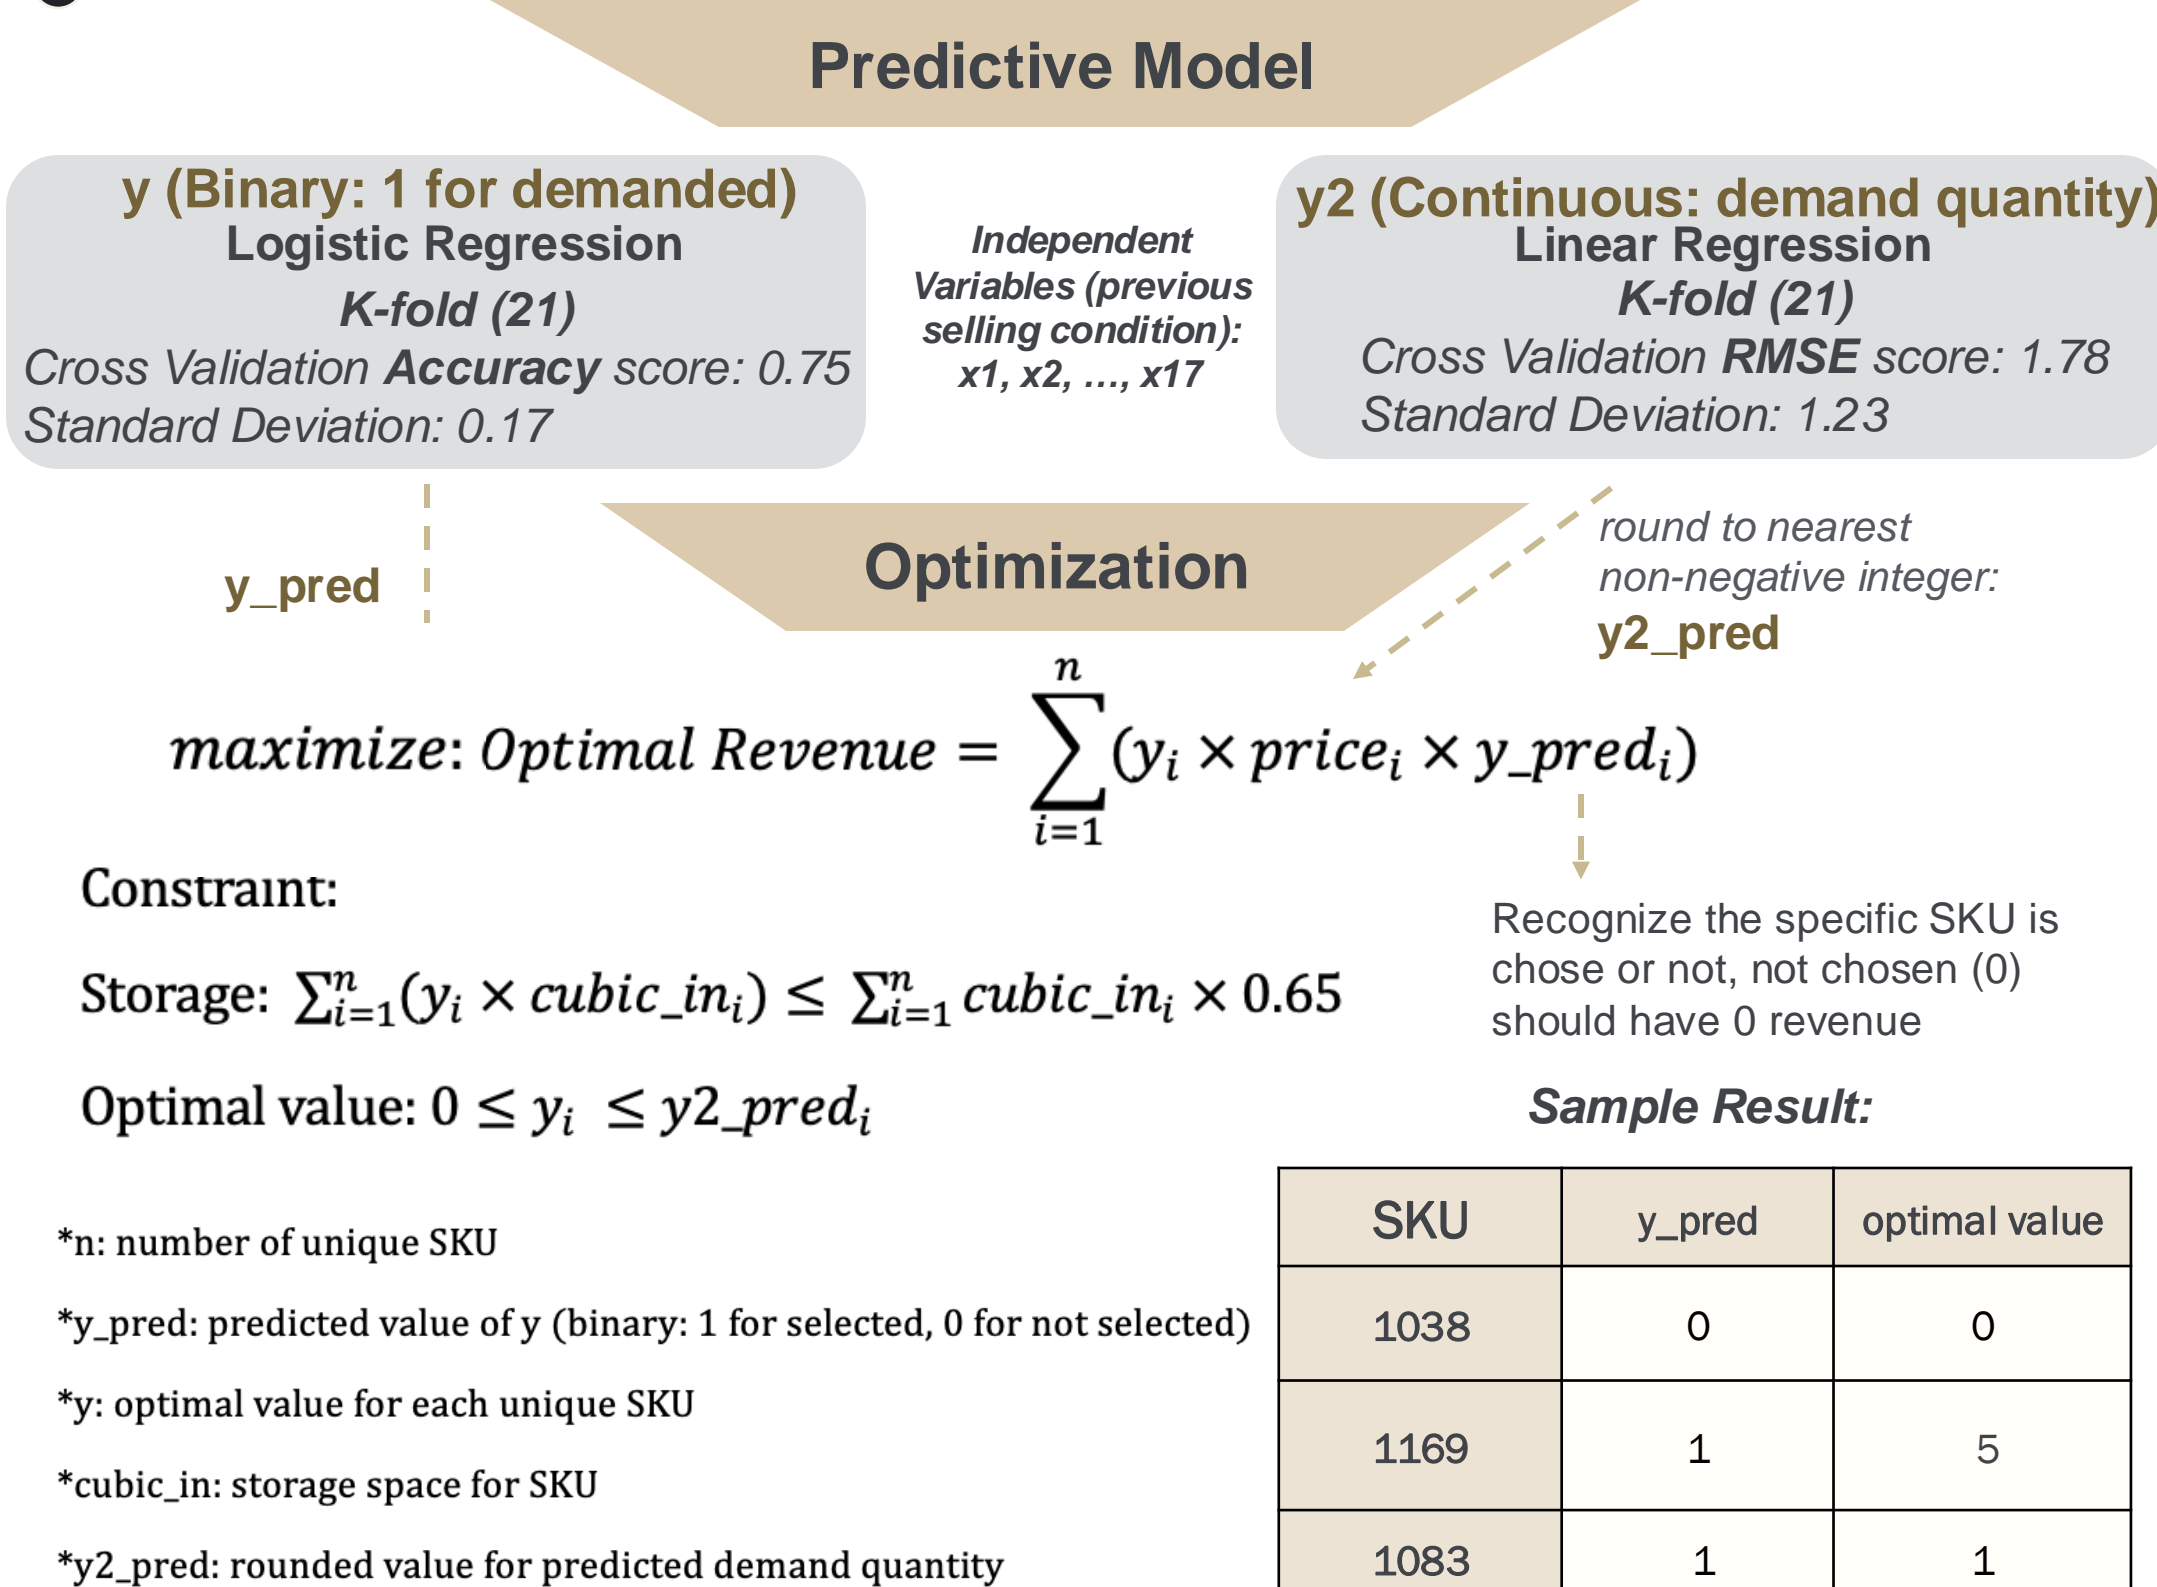 Predictive Model
y (Binary: 1 for demanded)
Logistic Regression
K-fold (21)
Cross Validation Accuracy score: 0.75
Standard Deviation: 0.17
Independent
Variables (previous
selling condition):
x1, x2, ..., x17
y2 (Continuous: demand quantity)
Linear Regression
K-fold (21)
Cross Validation RMSE score: 1.78
Standard Deviation: 1.23
y_pred
Optimization
round to nearest
non-negative integer:
y2_pred
maximize: Optimal Revenue = ∑_{i=1}^{n} (y_i × price_i × y_pred_i)
Constraint:
Storage: ∑_{i=1}^{n}(y_i × cubic_in_i) ≤ ∑_{i=1}^{n} cubic_in_i × 0.65
Optimal value: 0 ≤ y_i ≤ y2_pred_i
Recognize the specific SKU is
chose or not, not chosen (0)
should have 0 revenue
*n: number of unique SKU
*y_pred: predicted value of y (binary: 1 for selected, 0 for not selected)
*y: optimal value for each unique SKU
*cubic_in: storage space for SKU
*y2_pred: rounded value for predicted demand quantity
Sample Result:
SKU y_pred optimal value
1038 0 0
1169 1 5
1083 1 1